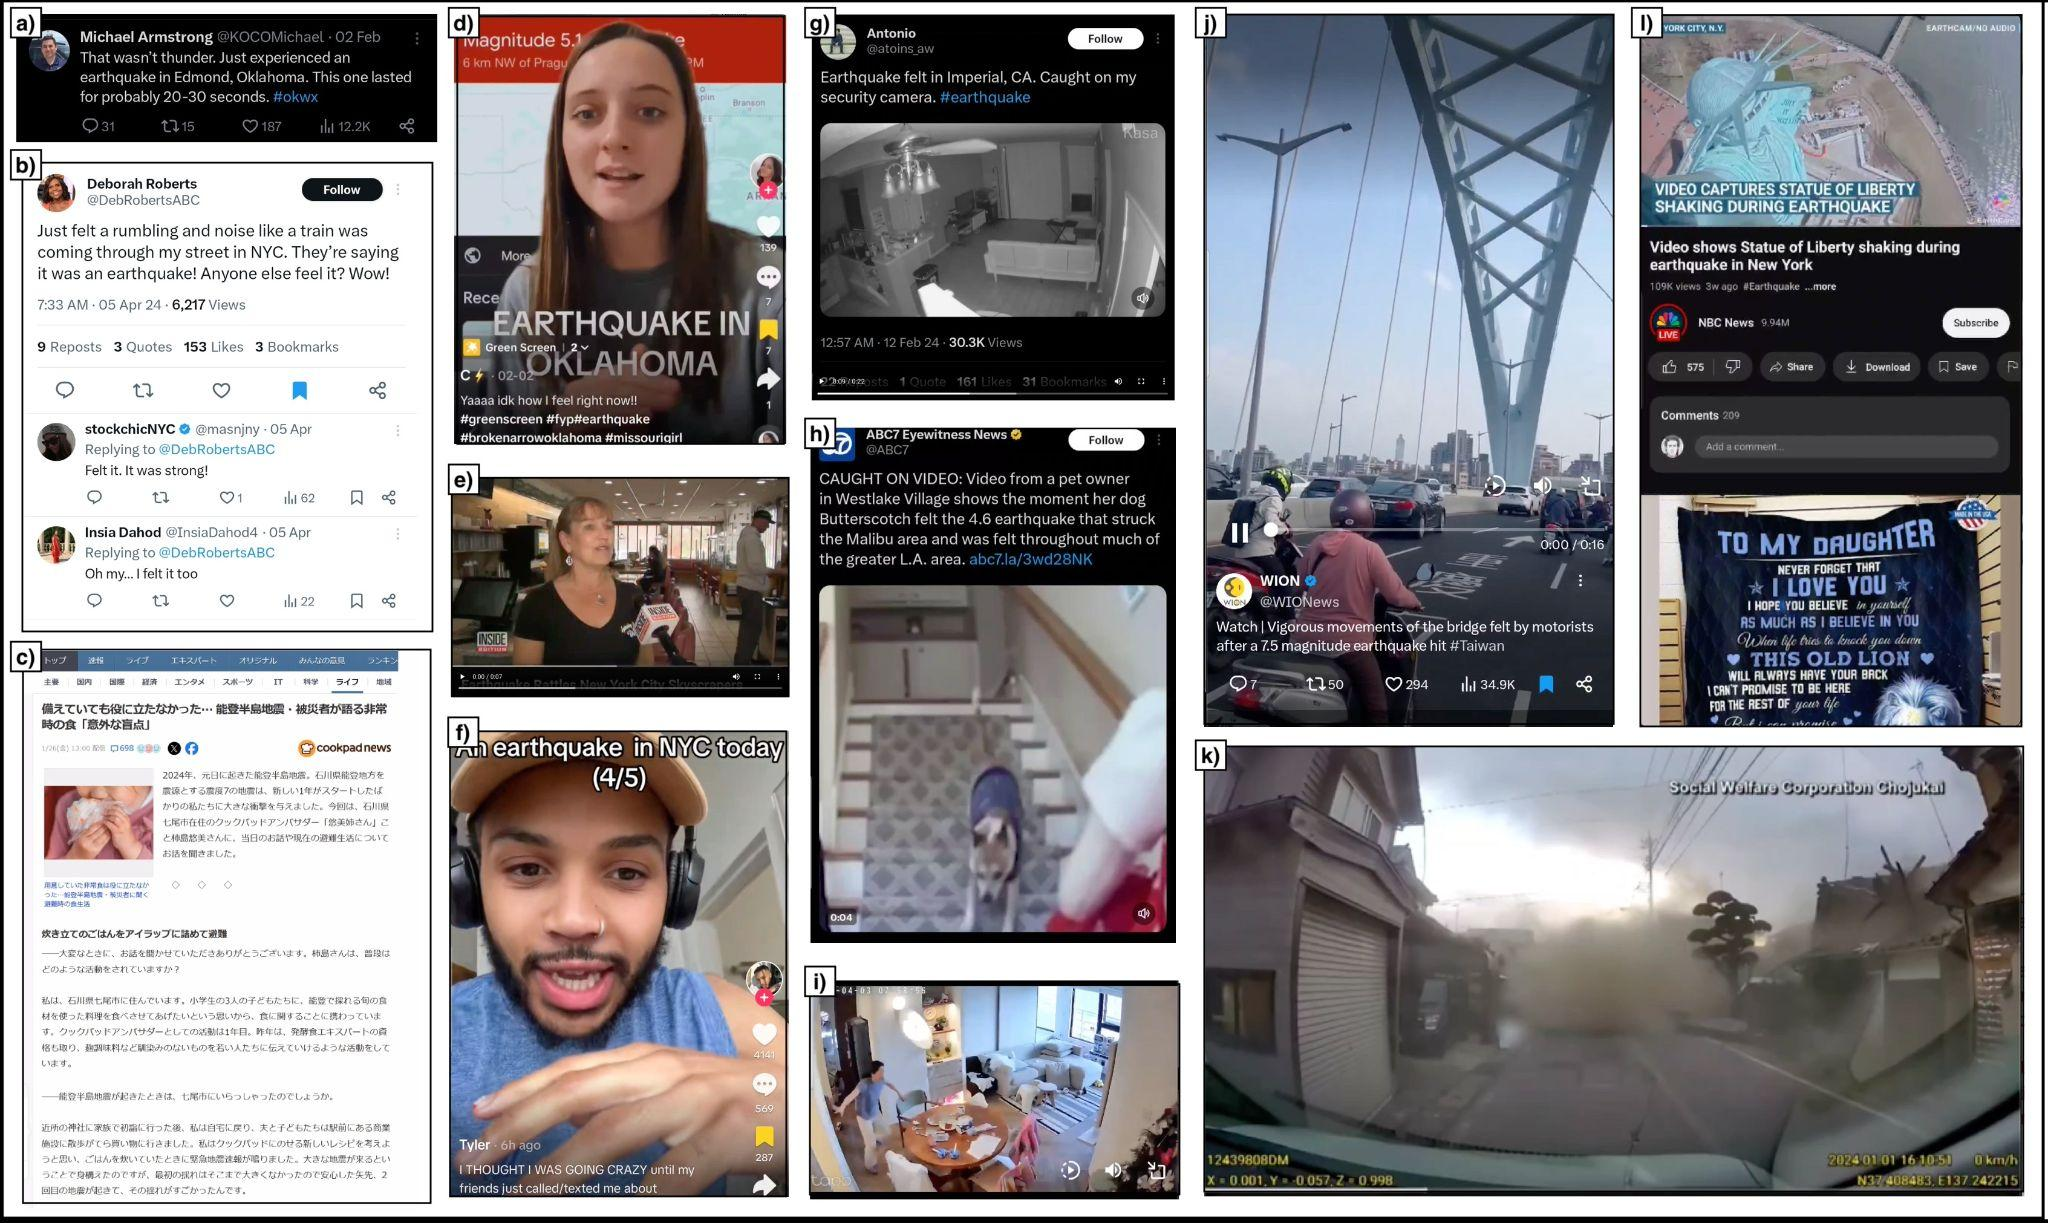 a)
Michael Armstrong @KOCOMichael · 02 Feb
That wasn't thunder. Just experienced an
earthquake in Edmond, Oklahoma. This one lasted
for probably 20-30 seconds. #okwx
31 15 187 12.2K
b)
Deborah Roberts
@DebRobertsABC
Follow
Just felt a rumbling and noise like a train was
coming through my street in NYC. They're saying
it was an earthquake! Anyone else feel it? Wow!
7:33 AM · 05 Apr 24 · 6,217 Views
9 Reposts 3 Quotes 153 Likes 3 Bookmarks
stockchicNYC @masnjny · 05 Apr
Replying to @DebRobertsABC
Felt it. It was strong!
1 62
Insia Dahod @InsiaDahod4 · 05 Apr
Replying to @DebRobertsABC
Oh my... I felt it too
22
c)
トップ 速報 ライブ エキスパート オリジナル みんなの意見 ランキン
主要 国内 国際 経済 エンタメ スポーツ IT 科学 ライフ 地域
備えていても役に立たなかった… 能登半島地震・被災者が語る非常
時の食「意外な盲点」
1/26(金) 13:00 配信 698
cookpad news
2024年、元日に起きた能登半島地震。石川県能登地方を
震源とする震度7の地震は、新しい1年がスタートしたば
かりの私たちに大きな衝撃を与えました。今回は、石川県
七尾市在住のクックパッドアンバサダー「悠美姉さん」こ
と柿島悠美さんに、当日のお話や現在の避難生活について
お話を聞きました。
用意していた非常食は役に立たなか
った…能登半島地震・被災者に聞く
避難時の食生活
◇ ◇ ◇
炊き立てのごはんをアイラップに詰めて避難
――大変なときに、お話を聞かせていただきありがとうございます。柿島さんは、普段は
どのような活動をされていますか?
私は、石川県七尾市に住んでいます。小学生の3人の子どもたちに、能登で採れる旬の食
材を使った料理を食べさせてあげたいという思いから、食に関することに携わっていま
す。クックパッドアンバサダーとしての活動は1年目。昨年は、発酵食エキスパートの資
格も取り、麹調味料など馴染みのないものを若い人たちに伝えていけるような活動をして
います。
――能登半島地震が起きたときは、七尾市にいらっしゃったのでしょうか。
近所の神社に家族で初詣に行った後、私は自宅に戻り、夫と子どもたちは駅前にある商業
施設に散歩がてら買い物に行きました。私はクックパッドにのせる新しいレシピを考えよ
うと思い、ごはんを炊いていたときに緊急地震速報が鳴りました。大きな地震が来るとい
うことで身構えたのですが、最初の揺れはそこまで大きくなかったので安心した矢先、2
回目の地震が起きて、その揺れがすごかったんです。
d)
Magnitude 5.1
6 km NW of Pragu
Branson
139
More
7
Rece
EARTHQUAKE IN
OKLAHOMA
Green Screen | 2
7
C · 02-02
1
Yaaaa idk how I feel right now!!
#greenscreen #fyp#earthquake
#brokenarrowoklahoma #missourigirl
e)
INSIDE
EDITION
INSIDE
EDITION
0:00 / 0:07
Earthquake Rattles New York City Skyscrapers
f)
An earthquake in NYC today
(4/5)
4141
569
287
Tyler · 6h ago
I THOUGHT I WAS GOING CRAZY until my
friends just called/texted me about
g)
Antonio
@atoins_aw
Follow
Earthquake felt in Imperial, CA. Caught on my
security camera. #earthquake
Kasa
12:57 AM · 12 Feb 24 · 30.3K Views
1 Quote 161 Likes 31 Bookmarks
h)
7
ABC7 Eyewitness News
@ABC7
Follow
CAUGHT ON VIDEO: Video from a pet owner
in Westlake Village shows the moment her dog
Butterscotch felt the 4.6 earthquake that struck
the Malibu area and was felt throughout much of
the greater L.A. area. abc7.la/3wd28NK
0:04
i)
tapo
j)
0:00 / 0:16
WION
WION
@WIONews
Watch | Vigorous movements of the bridge felt by motorists
after a 7.5 magnitude earthquake hit #Taiwan
7 50 294 34.9K
k)
Social Welfare Corporation Chojukai
12439808DM
X = 0.001, Y = -0.057, Z = 0.998
2024 01 01 16 10 51 0 km/h
N37 408483, E137 242215
l)
YORK CITY, N.Y.
EARTHCAM/NO AUDIO
EarthCam
VIDEO CAPTURES STATUE OF LIBERTY
SHAKING DURING EARTHQUAKE
Video shows Statue of Liberty shaking during
earthquake in New York
109K views 3w ago #Earthquake ...more
LIVE
NBC News 9.94M
Subscribe
575 Share Download Save
Comments 209
Add a comment...
MADE IN THE USA
TO MY DAUGHTER
NEVER FORGET THAT
I LOVE YOU
I HOPE YOU BELIEVE in yourself
AS MUCH AS I BELIEVE IN YOU
When life tries to knock you down
THIS OLD LION
WILL ALWAYS HAVE YOUR BACK
I CAN'T PROMISE TO BE HERE
FOR THE REST OF your life
But i can promise